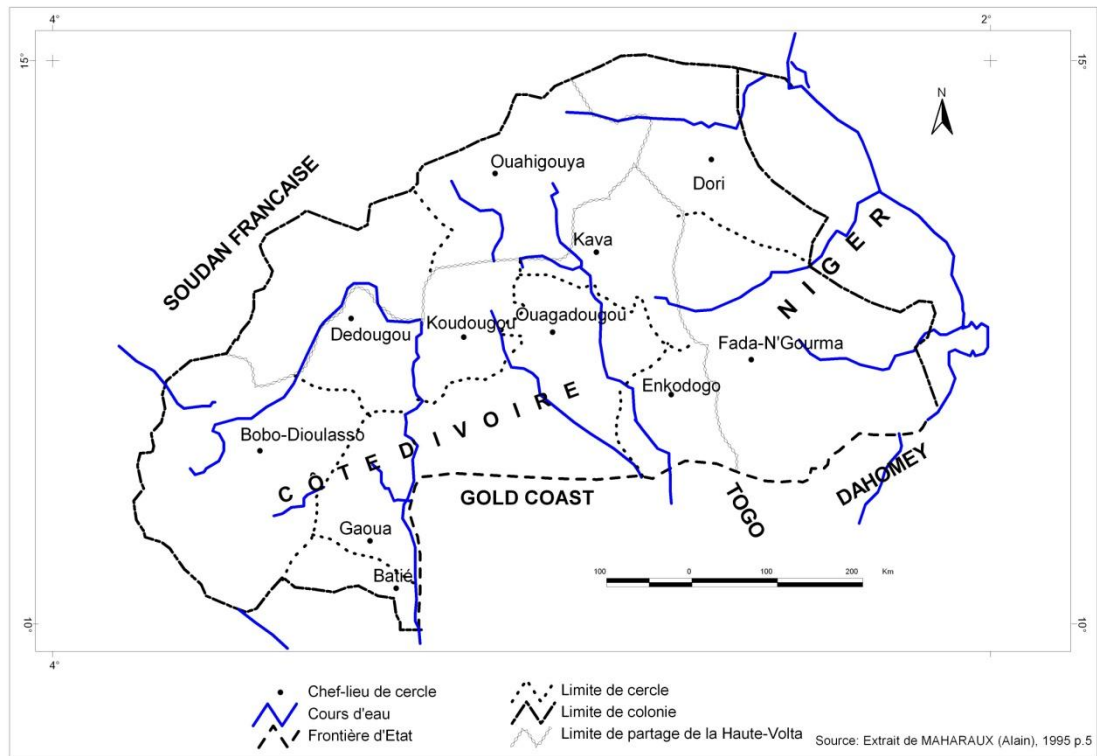 4°
2°
15°
15°
N
Ouahigouya
Dori
SOUDAN FRANCAISE
Kava
NIGER
Dedougou
Koudougou
Ouagadougou
Fada-N'Gourma
Enkodogo
Bobo-Dioulasso
CÔTE D IVOIRE
GOLD COAST
TOGO
DAHOMEY
Gaoua
Batié
100 0 100 200 Km
10°
10°
4°
Chef-lieu de cercle
Cours d'eau
Frontière d'Etat
Limite de cercle
Limite de colonie
Limite de partage de la Haute-Volta
Source: Extrait de MAHARAUX (Alain), 1995 p.5